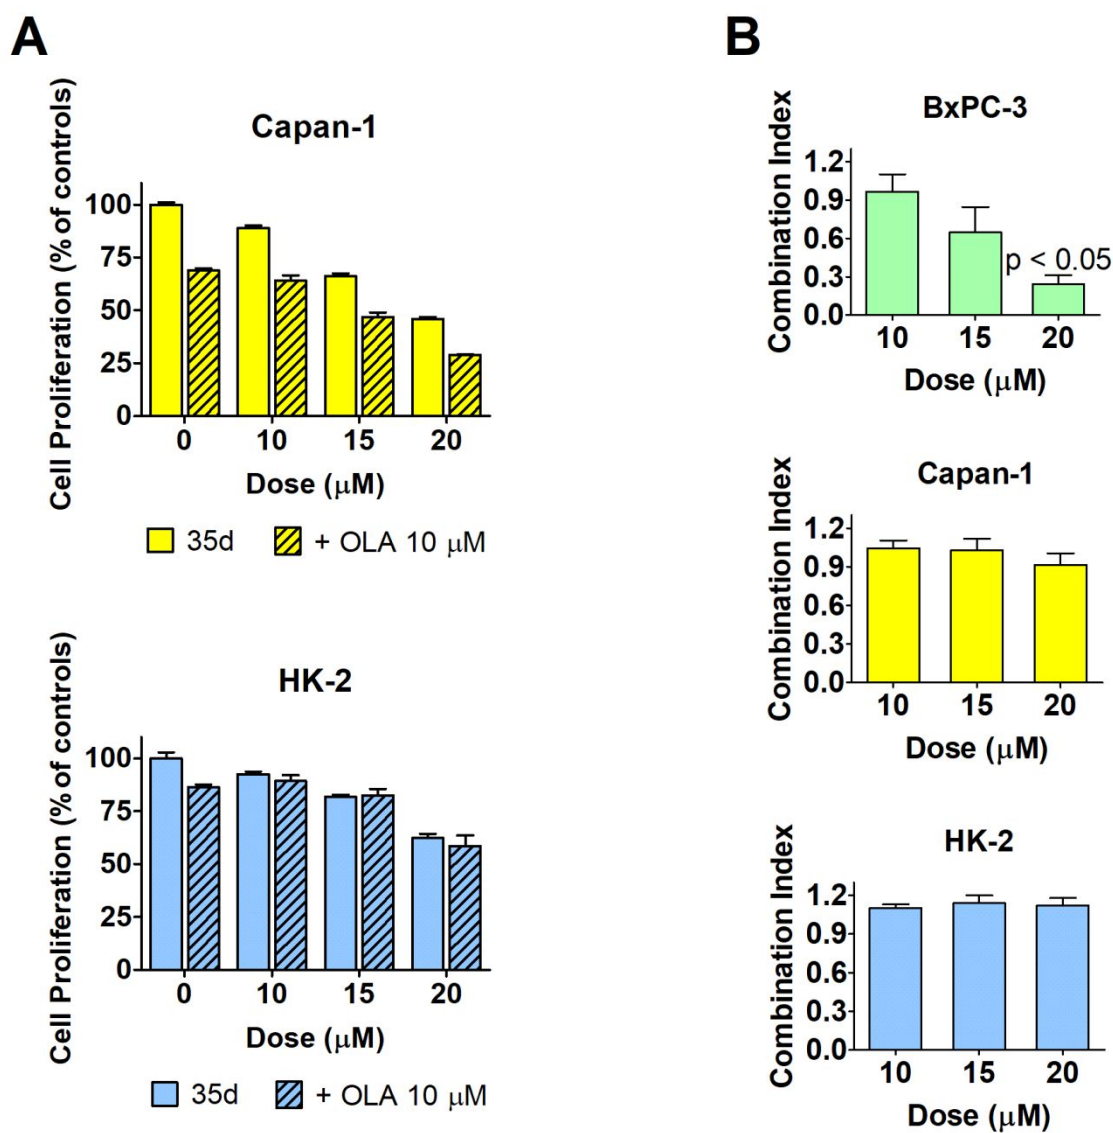 A
Capan-1
Cell Proliferation (% of controls)
100
75
50
25
0
0 10 15 20
Dose (μM)
35d + OLA 10 μM
HK-2
Cell Proliferation (% of controls)
100
75
50
25
0
0 10 15 20
Dose (μM)
35d + OLA 10 μM
B
BxPC-3
Combination Index
1.2
0.9
0.6
0.3
0.0
p < 0.05
10 15 20
Dose (μM)
Capan-1
Combination Index
1.2
0.9
0.6
0.3
0.0
10 15 20
Dose (μM)
HK-2
Combination Index
1.2
0.9
0.6
0.3
0.0
10 15 20
Dose (μM)